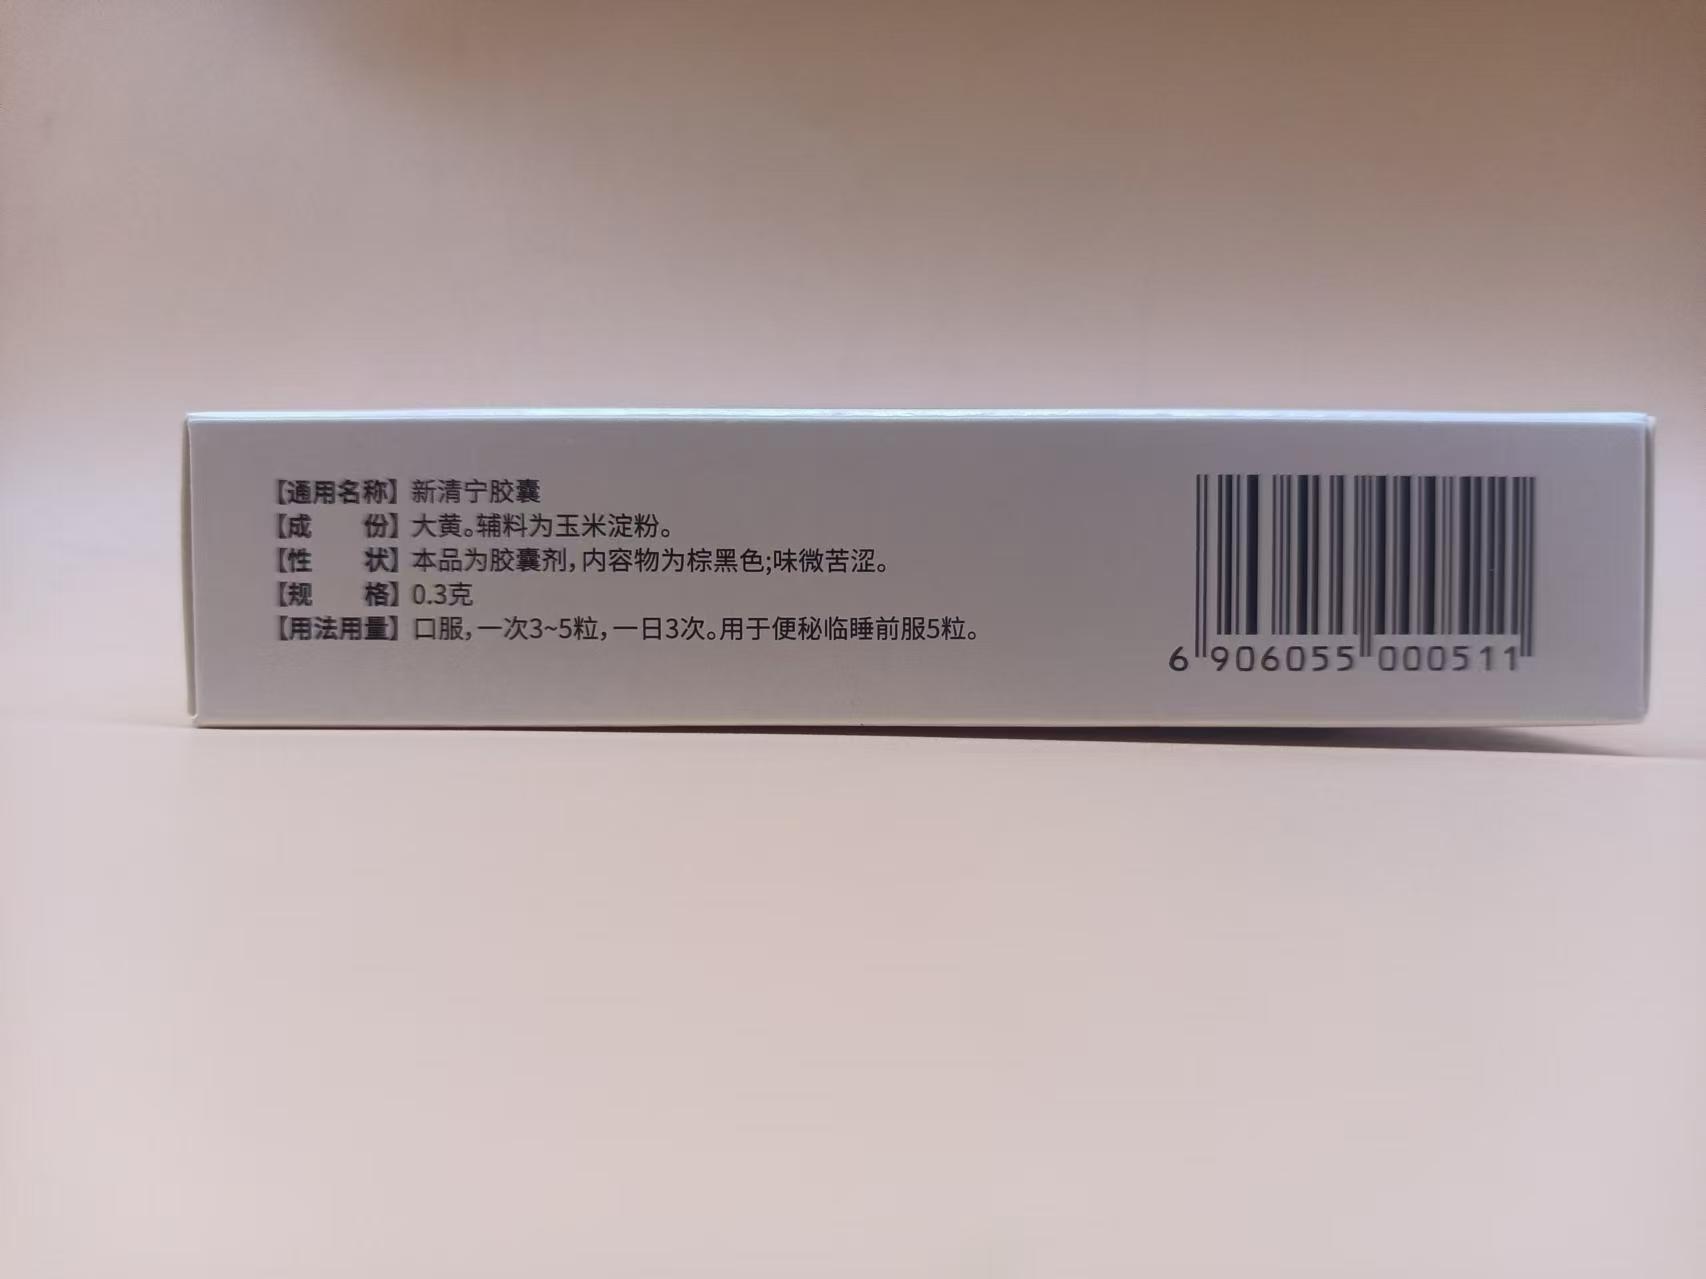 【通用名称】新清宁胶囊
【成　　份】大黄。辅料为玉米淀粉。
【性　　状】本品为胶囊剂，内容物为棕黑色;味微苦涩。
【规　　格】0.3克
【用法用量】口服，一次3~5粒，一日3次。用于便秘临睡前服5粒。
6 906055 000511